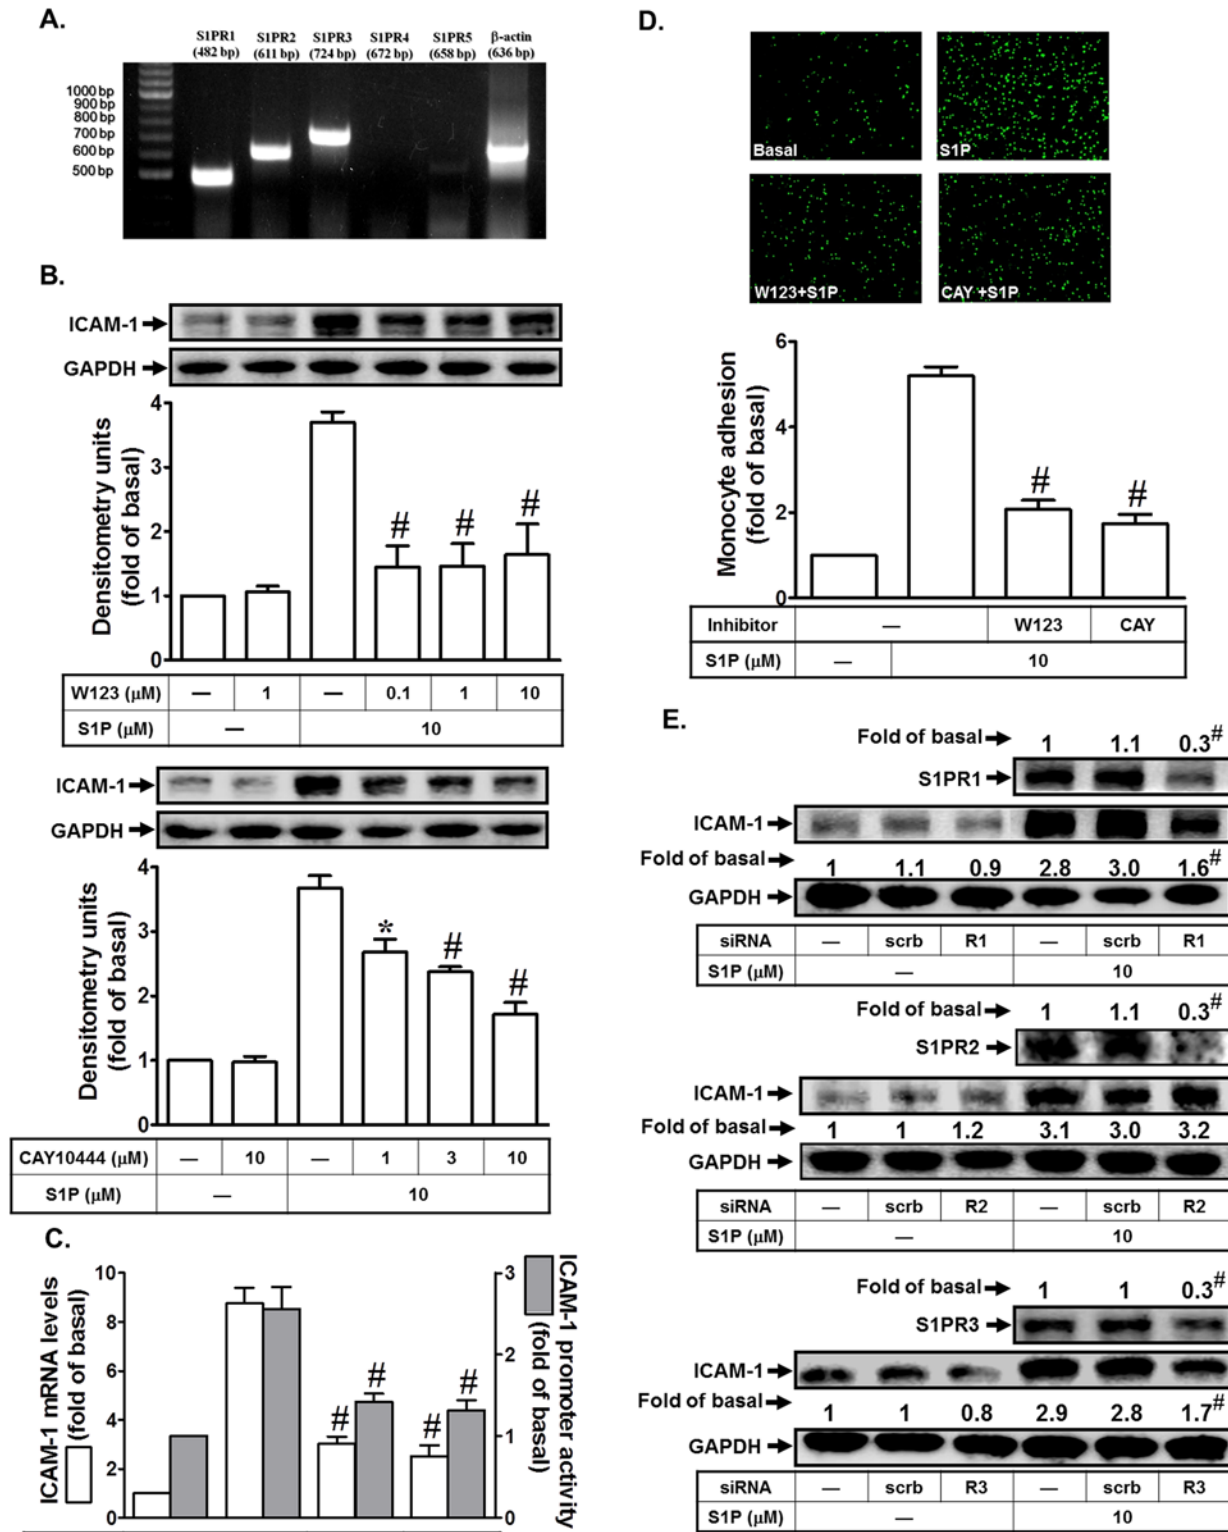 A.
S1PR1 S1PR2 S1PR3 S1PR4 S1PR5 β-actin
(482 bp) (611 bp) (724 bp) (672 bp) (658 bp) (636 bp)
1000 bp
900 bp
800 bp
700 bp
600 bp
500 bp
B.
ICAM-1
GAPDH
Densitometry units
(fold of basal)
4
3
2
1
0
# # #
W123 (μM) — 1 — 0.1 1 10
S1P (μM) — 10
ICAM-1
GAPDH
Densitometry units
(fold of basal)
4
3
2
1
0
* # #
CAY10444 (μM) — 10 — 1 3 10
S1P (μM) — 10
C.
ICAM-1 mRNA levels
(fold of basal)
10
8
6
4
2
0
# # # #
3
2
1
0
ICAM-1 promoter activity
(fold of basal)
D.
Basal
S1P
W123+S1P
CAY +S1P
Monocyte adhesion
(fold of basal)
6
4
2
0
# #
Inhibitor — W123 CAY
S1P (μM) — 10
E.
Fold of basal 1 1.1 0.3#
S1PR1
ICAM-1
Fold of basal 1 1.1 0.9 2.8 3.0 1.6#
GAPDH
siRNA — scrb R1 — scrb R1
S1P (μM) — 10
Fold of basal 1 1.1 0.3#
S1PR2
ICAM-1
Fold of basal 1 1 1.2 3.1 3.0 3.2
GAPDH
siRNA — scrb R2 — scrb R2
S1P (μM) — 10
Fold of basal 1 1 0.3#
S1PR3
ICAM-1
Fold of basal 1 1 0.8 2.9 2.8 1.7#
GAPDH
siRNA — scrb R3 — scrb R3
S1P (μM) — 10